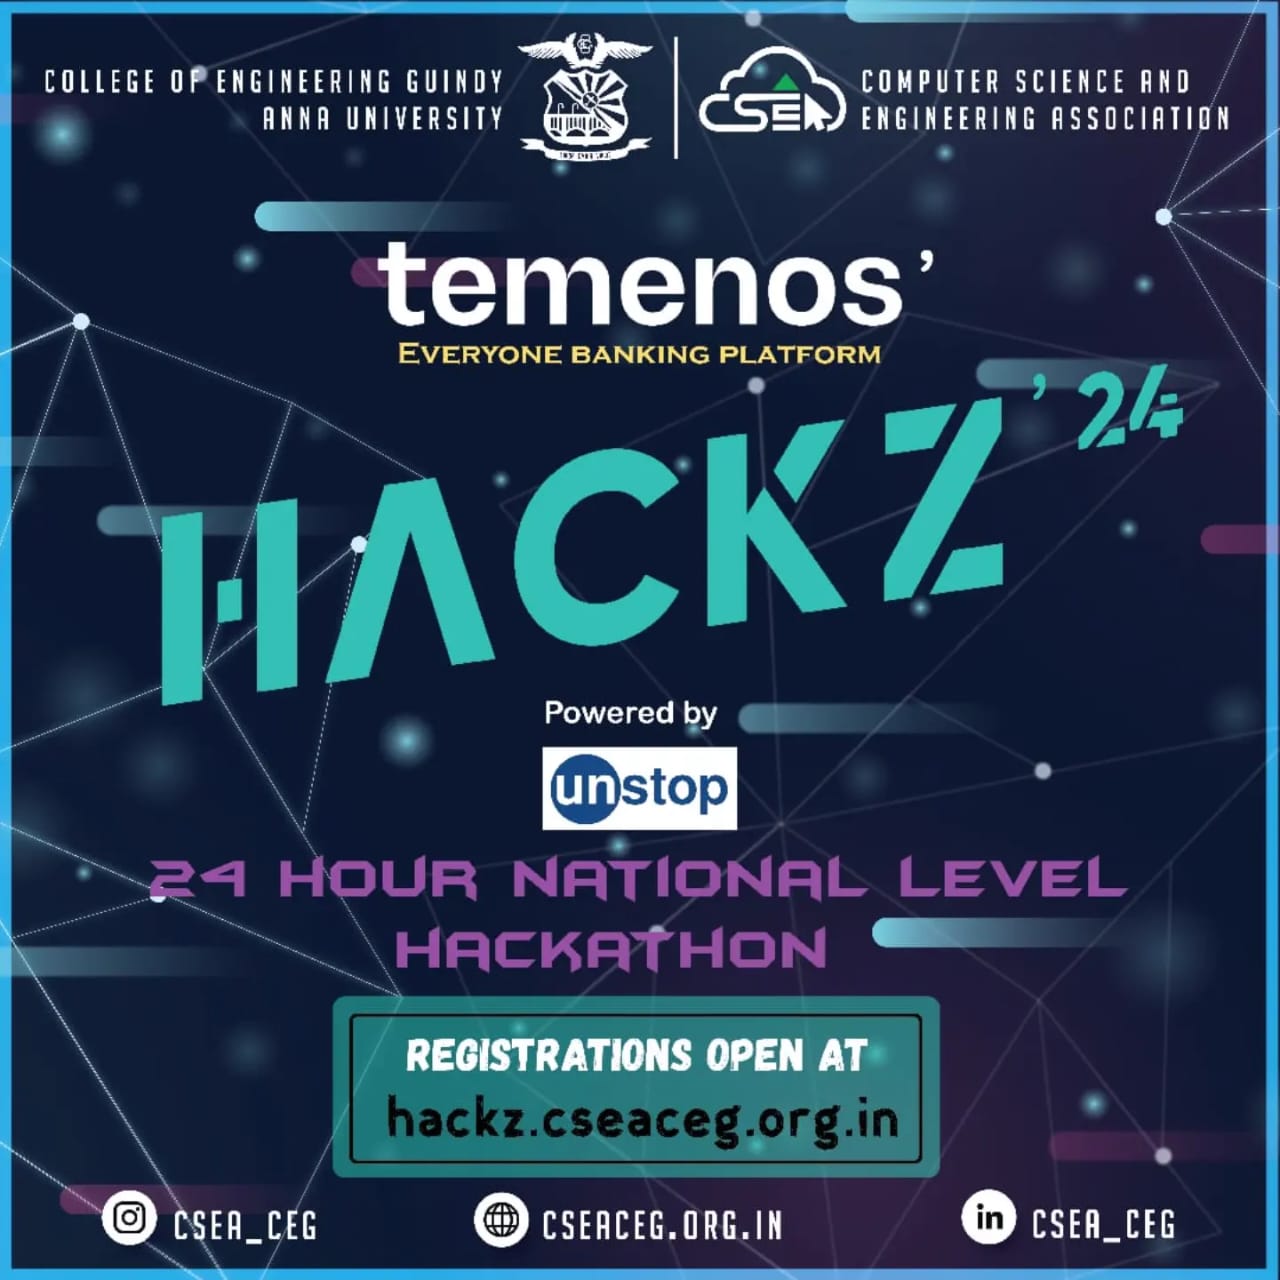 COLLEGE OF ENGINEERING GUINDY
ANNA UNIVERSITY
CSEA
COMPUTER SCIENCE AND
ENGINEERING ASSOCIATION
temenos’
EVERYONE BANKING PLATFORM
HACKZ ’24
Powered by
unstop
24 HOUR NATIONAL LEVEL
HACKATHON
REGISTRATIONS OPEN AT
hackz.cseaceg.org.in
CSEA_CEG
CSEACEG.ORG.IN
in
CSEA_CEG